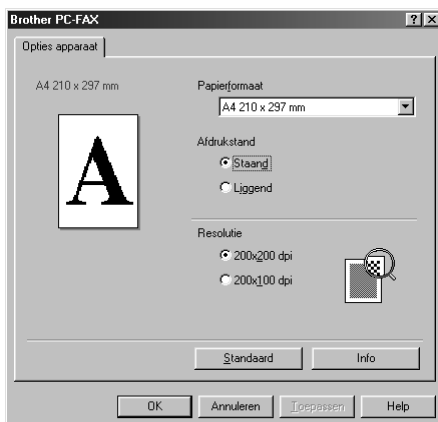 Brother PC-FAX
Opties apparaat
A4 210 x 297 mm
A
Papierformaat
A4 210 x 297 mm
Afdrukstand
Staand
Liggend
Resolutie
200x200 dpi
200x100 dpi
Standaard
Info
OK
Annuleren
Toepassen
Help